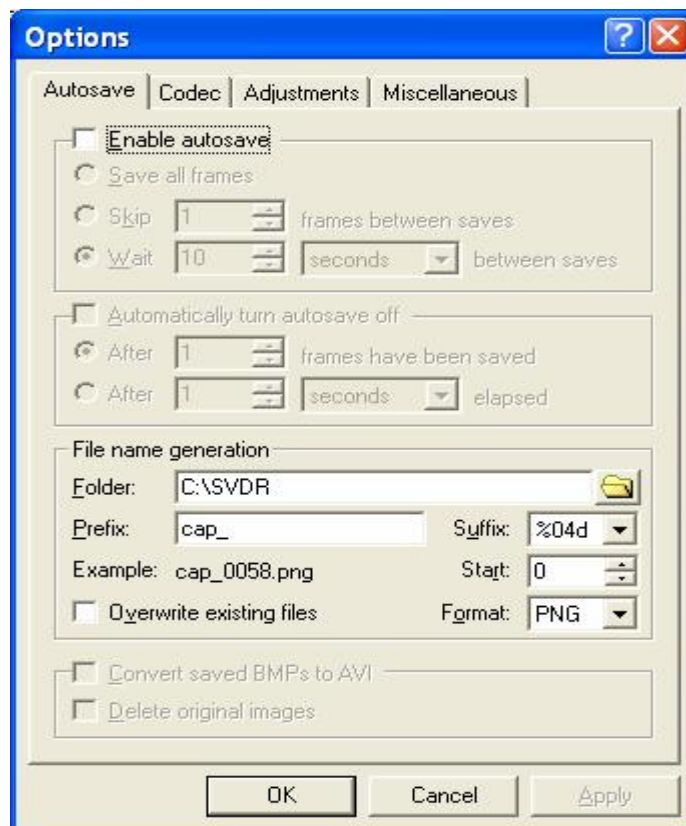 Options
Autosave Codec Adjustments Miscellaneous
Enable autosave
Save all frames
Skip 1 frames between saves
Wait 10 seconds between saves
Automatically turn autosave off
After 1 frames have been saved
After 1 seconds elapsed
File name generation
Folder: C:\SVDR
Prefix: cap_ Suffix: %04d
Example: cap_0058.png Start: 0
Overwrite existing files Format: PNG
Convert saved BMPs to AVI
Delete original images
OK Cancel Apply